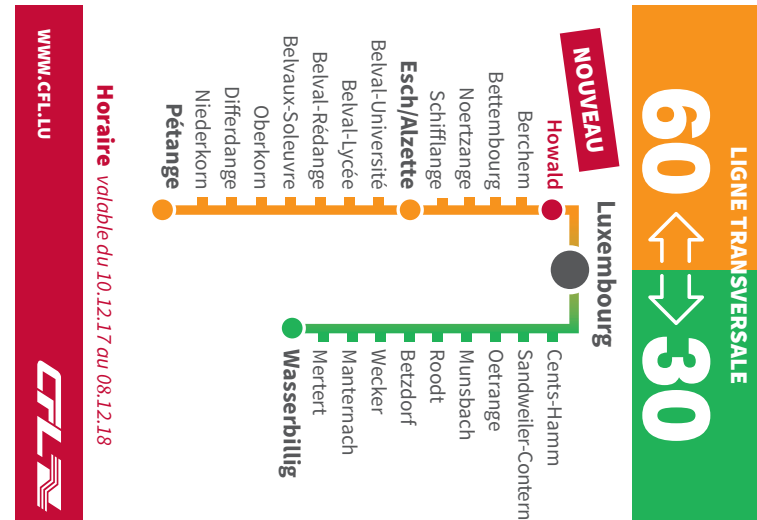 LIGNE TRANSVERSALE
60 30
NOUVEAU
Luxembourg
Howald
Berchem
Bettembourg
Noertzange
Schifflange
Esch/Alzette
Belval-Université
Belval-Lycée
Belval-Rédange
Belvaux-Soleuvre
Oberkorn
Differdange
Niederkorn
Pétange
Cents-Hamm
Sandweiler-Contern
Oetrange
Munsbach
Roodt
Betzdorf
Wecker
Manternach
Mertert
Wasserbillig
Horaire valable du 10.12.17 au 08.12.18
WWW.CFL.LU
CFL